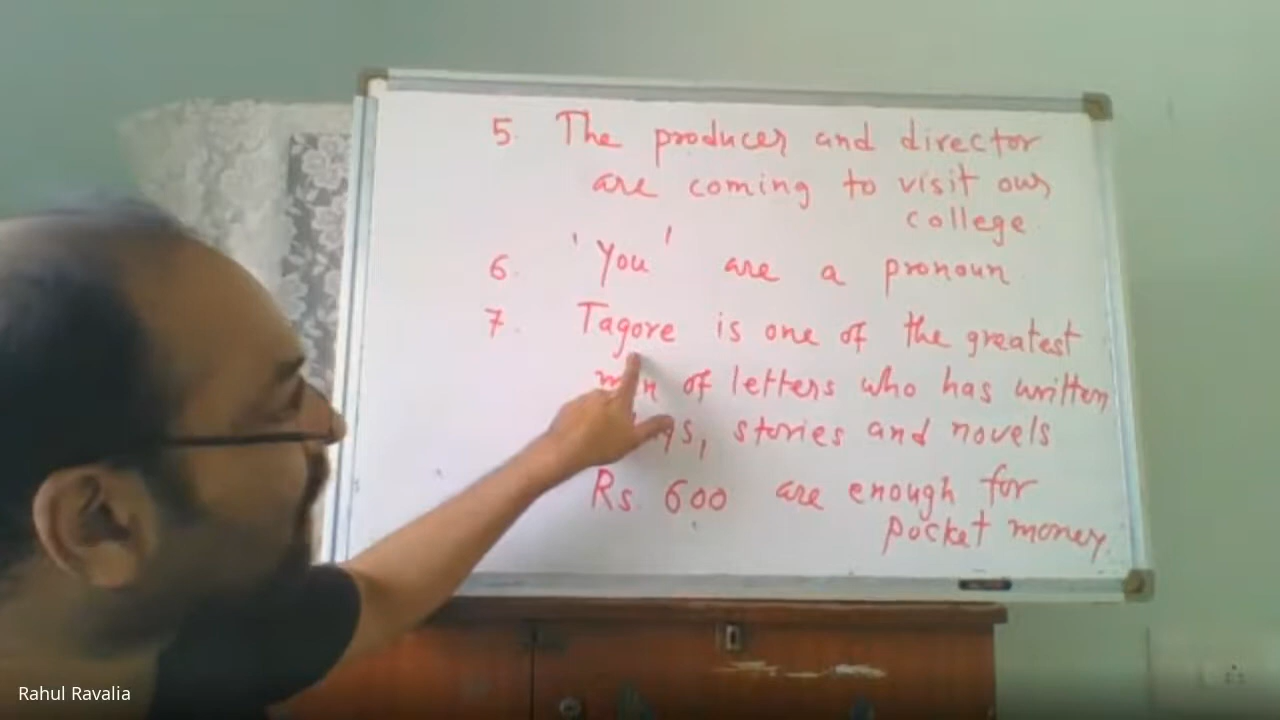 5. The producer and director
are coming to visit our
college.
6. 'You' are a pronoun
7. Tagore is one of the greatest
of letters who has written
stories and novels
Rs 600 are enough for
pocket money.
Rahul Ravalia